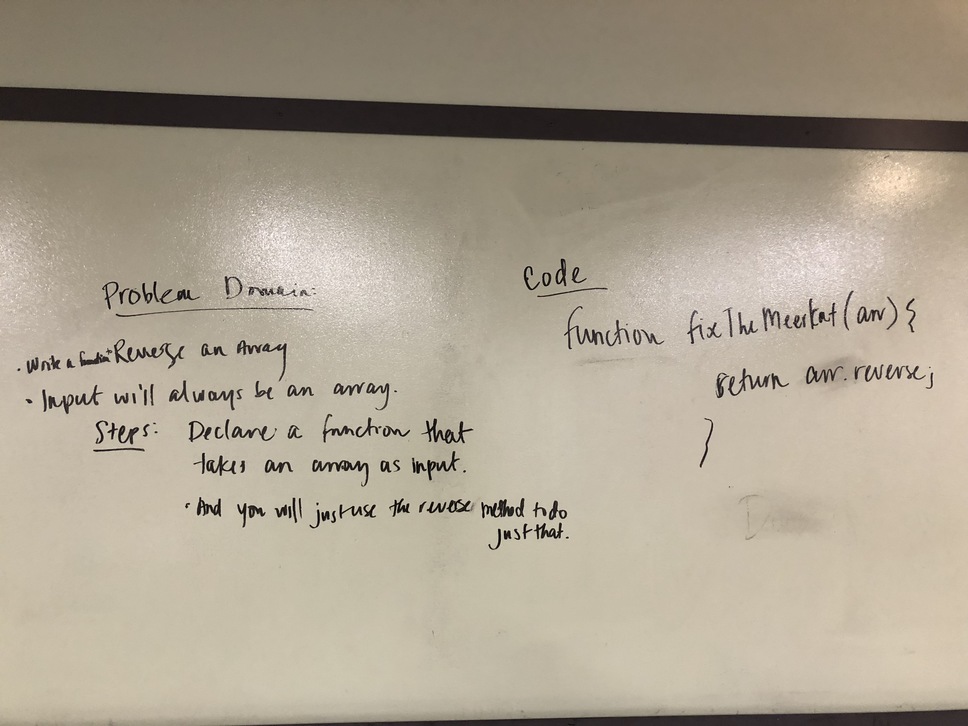 Problem Domain:
• Write a function Reverse an Array
• Input will always be an array.
Steps: Declare a function that
takes an array as input.
• And you will just use the reverse method to do
just that.
Code
function fixTheMeerkat(arr){
return arr.reverse;
}